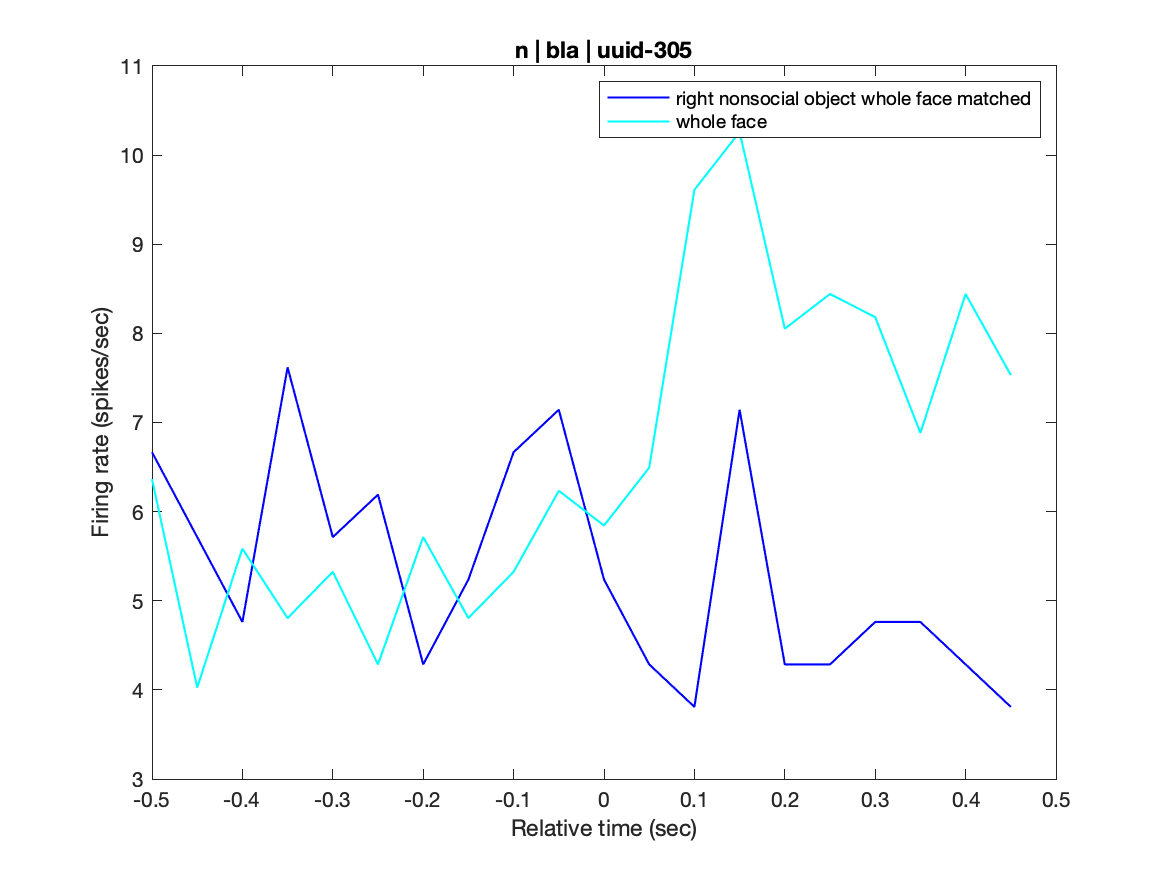 n | bla | uuid-305
11
10
9
8
7
6
5
4
3
Firing rate (spikes/sec)
right nonsocial object whole face matched
whole face
-0.5 -0.4 -0.3 -0.2 -0.1 0 0.1 0.2 0.3 0.4 0.5
Relative time (sec)